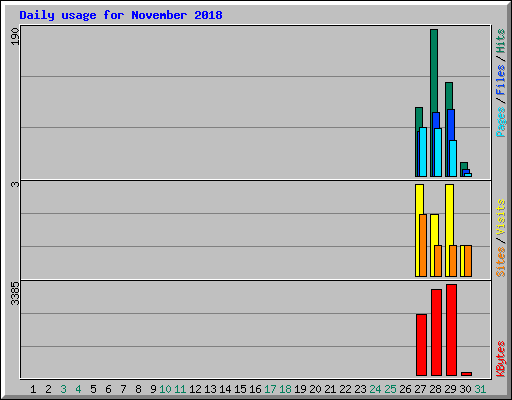 Daily usage for November 2018
190
3
3385
Pages/Files/Hits
Sites/Visits
KBytes
1 2 3 4 5 6 7 8 9 10 11 12 13 14 15 16 17 18 19 20 21 22 23 24 25 26 27 28 29 30 31